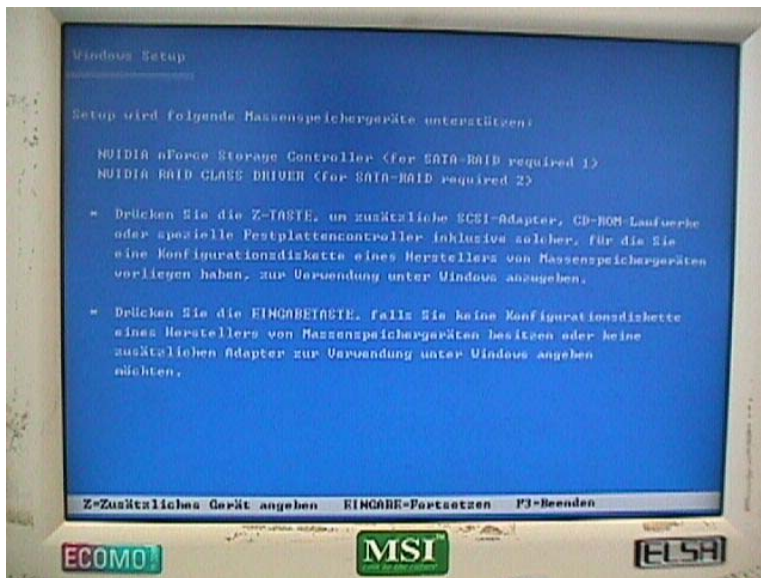 Windows Setup
Setup wird folgende Massenspeichergeräte unterstützen:
NVIDIA nForce Storage Controller (for SATA-RAID required 1)
NVIDIA RAID CLASS DRIVER (for SATA-RAID required 2)
Drücken Sie die Z-TASTE, um zusätzliche SCSI-Adapter, CD-ROM-Laufwerke
oder spezielle Festplattencontroller inklusive solcher, für die Sie
eine Konfigurationsdiskette eines Herstellers von Massenspeichergeräten
vorliegen haben, zur Verwendung unter Windows anzugeben.
Drücken Sie die EINGABETASTE, falls Sie keine Konfigurationsdiskette
eines Herstellers von Massenspeichergeräten besitzen oder keine
zusätzlichen Adapter zur Verwendung unter Windows angeben
möchten.
Z=Zusätzliches Gerät angeben EINGABE=Fortsetzen F3=Beenden
ECOMO
MSI
ELSA